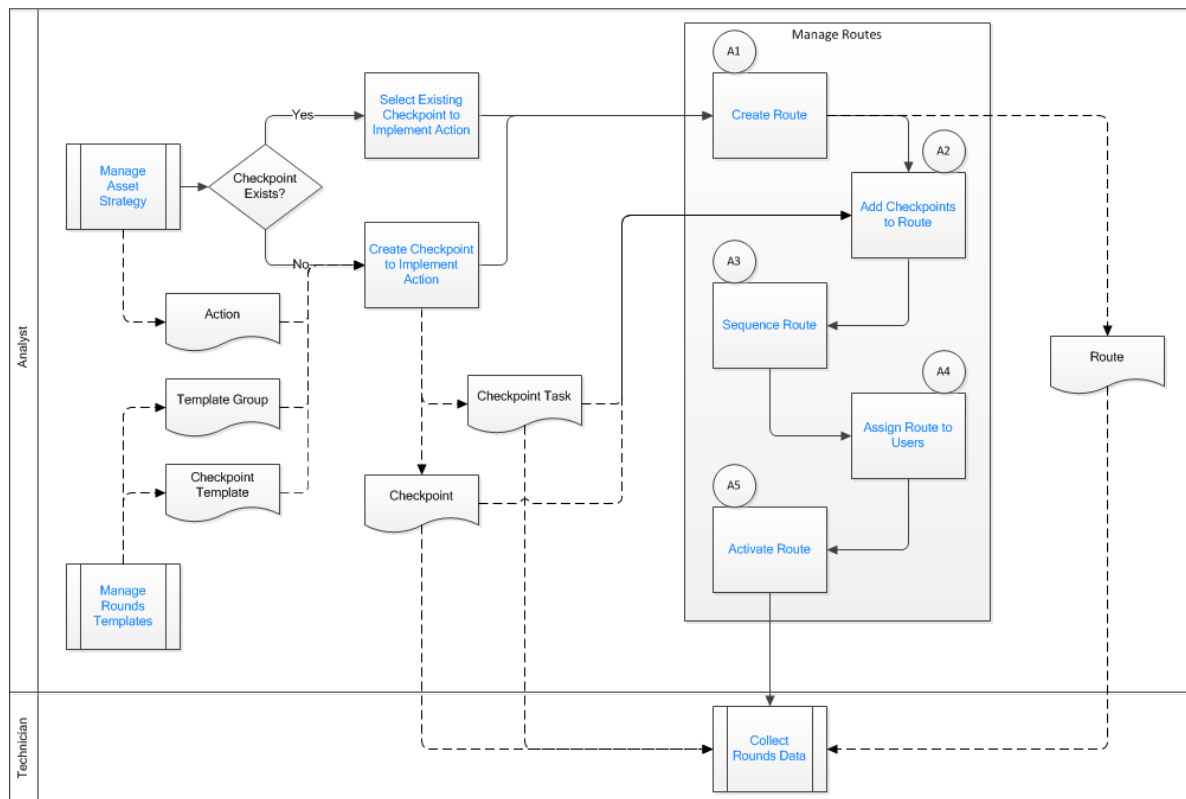 Manage Routes
A1
Select Existing
Checkpoint to
Implement Action
Yes
Create Route
A2
Manage
Asset
Strategy
Checkpoint
Exists?
Add Checkpoints
to Route
No
Create Checkpoint
to Implement
Action
A3
Action
Sequence Route
Route
A4
Template Group
Checkpoint Task
Assign Route to
Users
Checkpoint
Template
Checkpoint
A5
Activate Route
Manage
Rounds
Templates
Analyst
Collect
Rounds Data
Technician